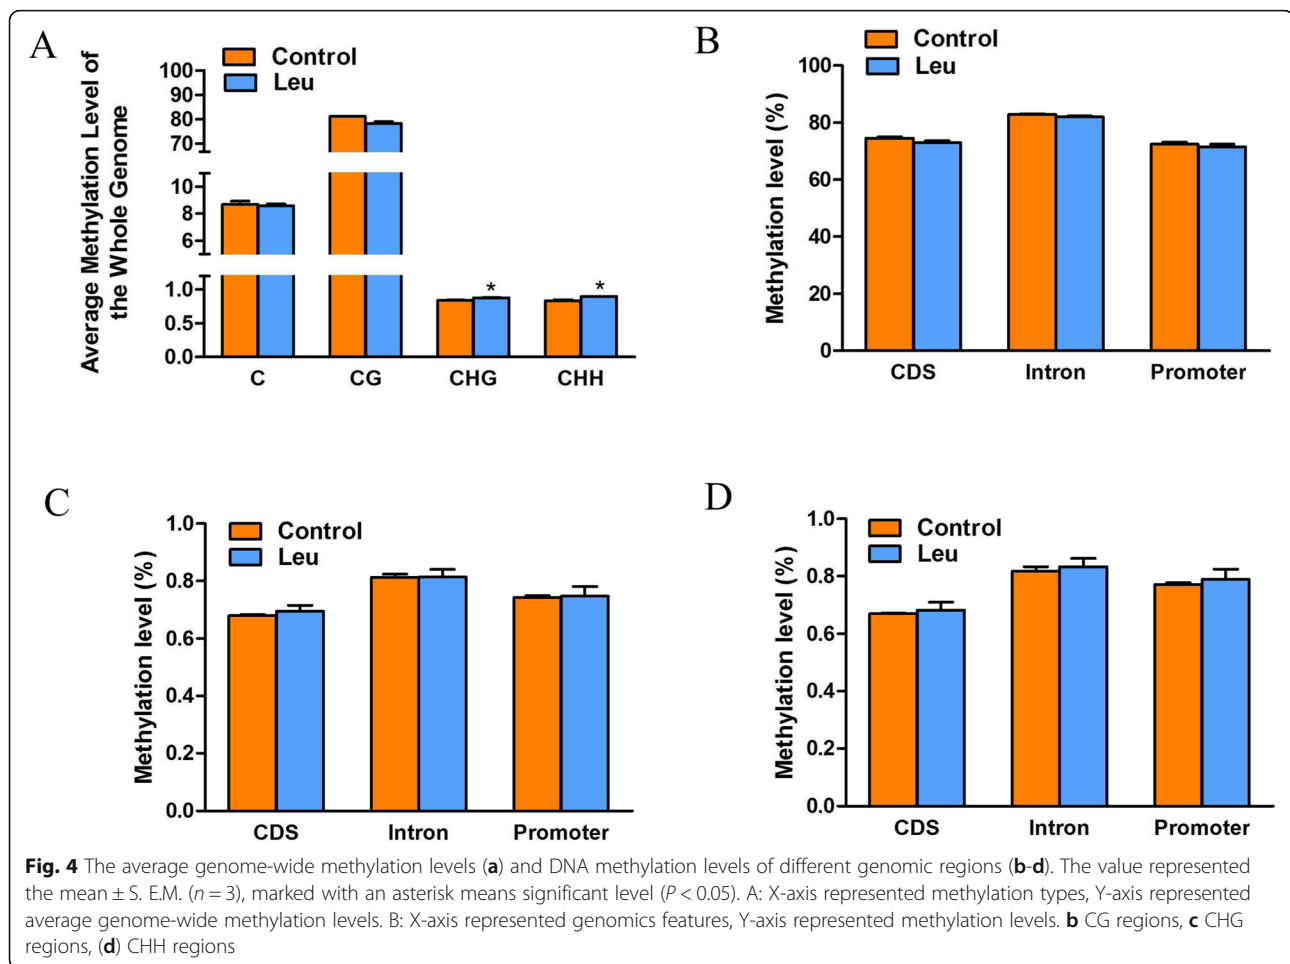 A
Control
Leu
Average Methylation Level of
the Whole Genome
100
90
80
70
10
8
6
1.0
0.5
0.0
*
*
C CG CHG CHH
B
Control
Leu
Methylation level (%)
100
80
60
40
20
0
CDS Intron Promoter
C
Control
Leu
Methylation level (%)
1.0
0.8
0.6
0.4
0.2
0.0
CDS Intron Promoter
D
Control
Leu
Methylation level (%)
1.0
0.8
0.6
0.4
0.2
0.0
CDS Intron Promoter
Fig. 4 The average genome-wide methylation levels (a) and DNA methylation levels of different genomic regions (b-d). The value represented
the mean ± S. E.M. (n = 3), marked with an asterisk means significant level (P < 0.05). A: X-axis represented methylation types, Y-axis represented
average genome-wide methylation levels. B: X-axis represented genomics features, Y-axis represented methylation levels. b CG regions, c CHG
regions, (d) CHH regions